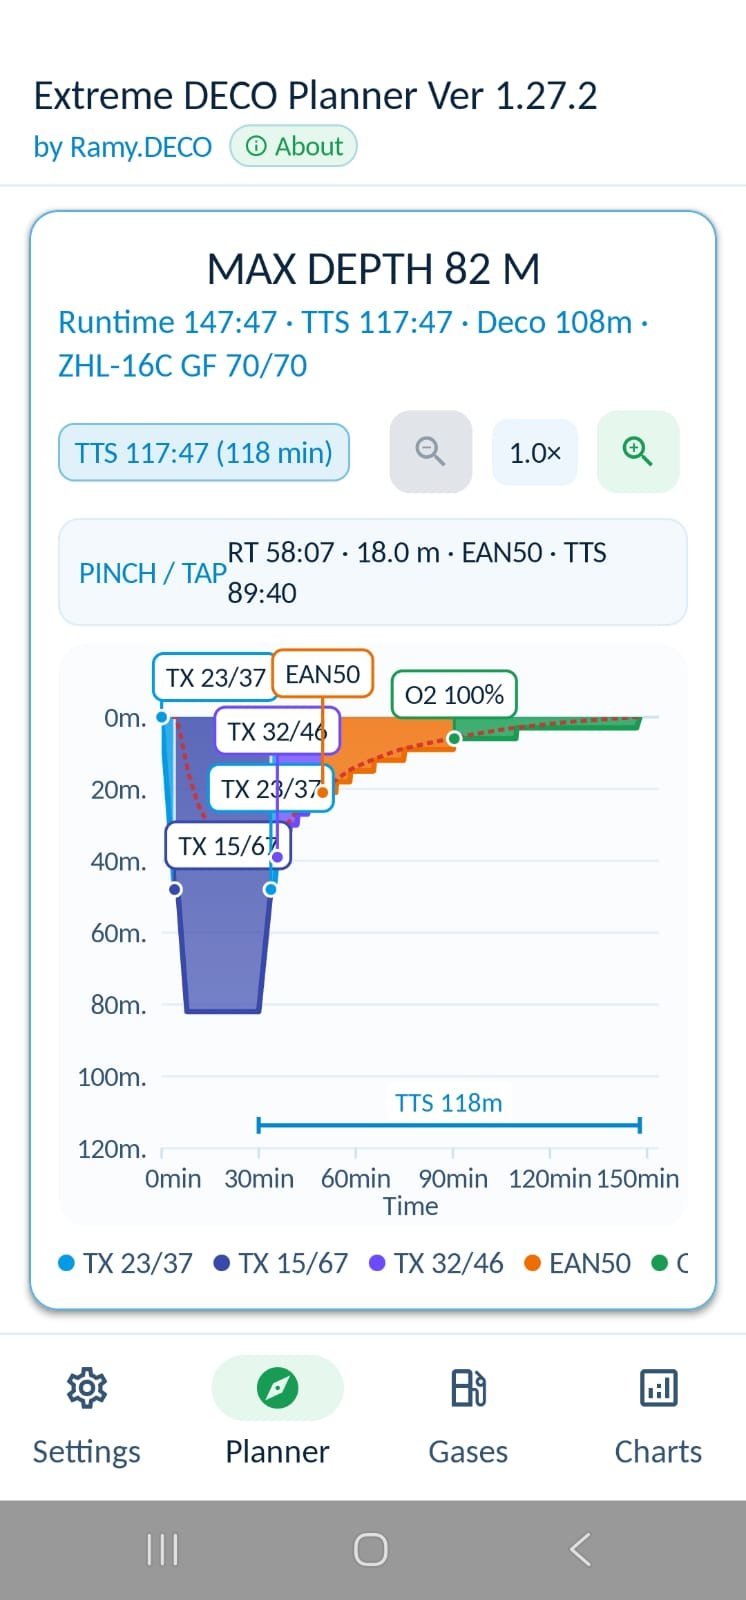 Extreme DECO Planner Ver 1.27.2
by Ramy.DECO
About
MAX DEPTH 82 M
Runtime 147:47 · TTS 117:47 · Deco 108m ·
ZHL-16C GF 70/70
TTS 117:47 (118 min)
1.0×
PINCH / TAP
RT 58:07 · 18.0 m · EAN50 · TTS
89:40
TX 23/37
EAN50
O2 100%
0m.
TX 32/46
20m.
TX 23/37
TX 15/67
40m.
60m.
80m.
100m.
TTS 118m
120m.
0min 30min 60min 90min 120min 150min
Time
TX 23/37 TX 15/67 TX 32/46 EAN50
Settings Planner Gases Charts